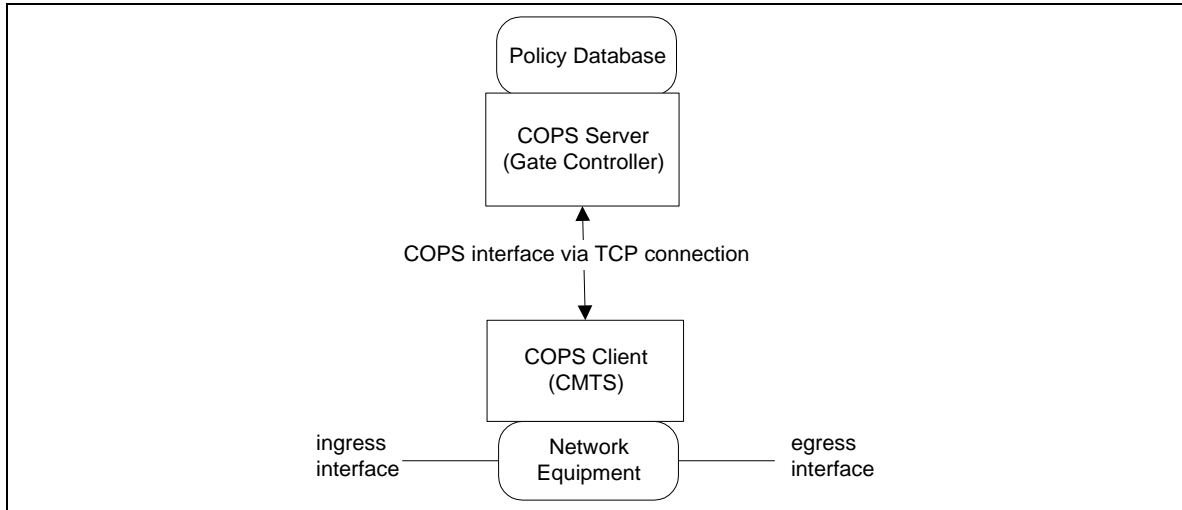 Policy Database
COPS Server
(Gate Controller)
COPS interface via TCP connection
COPS Client
(CMTS)
ingress
interface
Network
Equipment
egress
interface